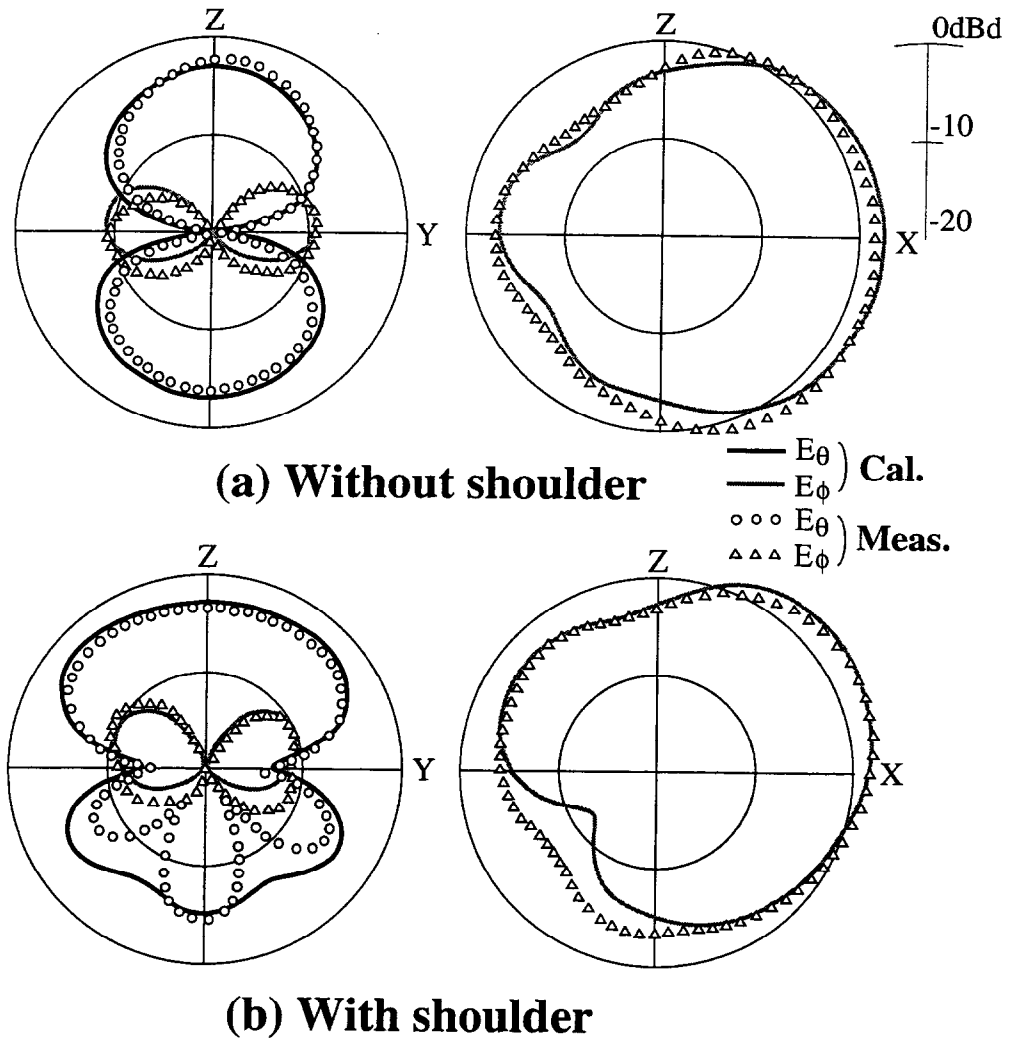 Z
Y
Z
X
0dBd
-10
-20
(a) Without shoulder
Eθ
Eϕ
Cal.
Eθ
Eϕ
Meas.
Z
Y
Z
X
(b) With shoulder